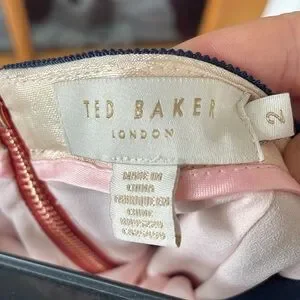 TED BAKER
LONDON
2
MADE IN
CHINA
FABRIQUE EN
CHINE